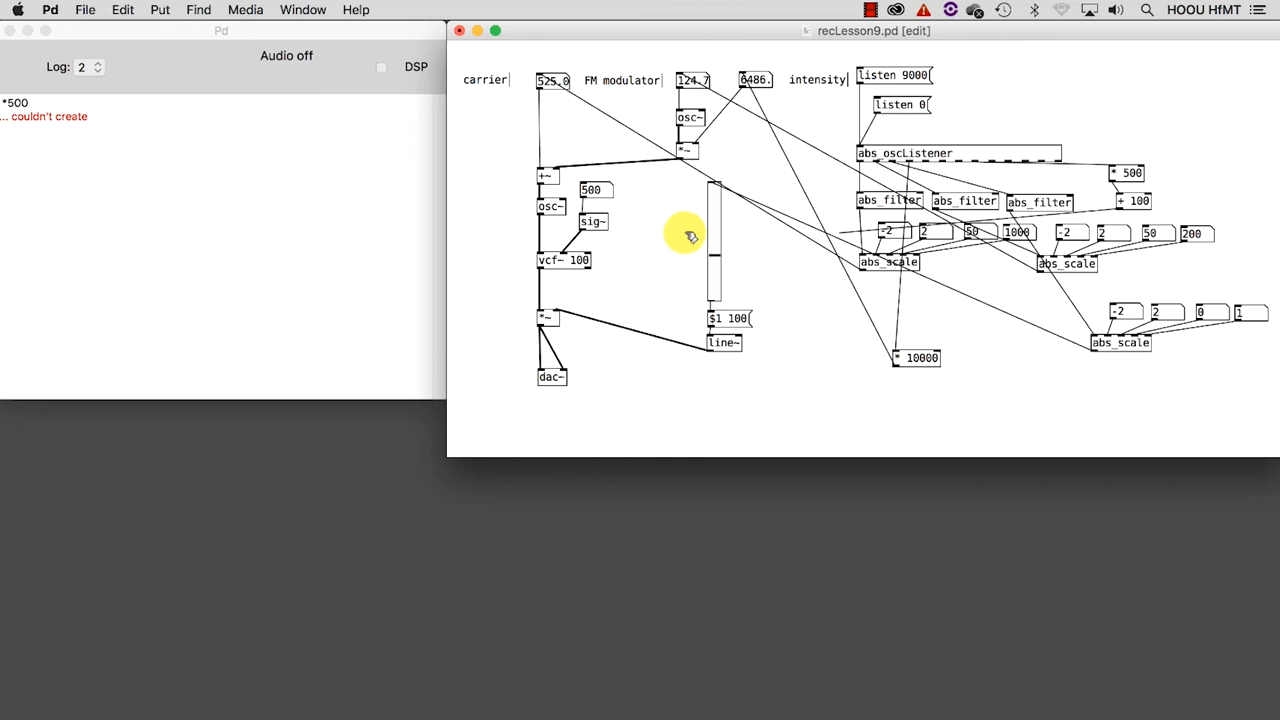 Pd File Edit Put Find Media Window Help HOOU HfMT
Pd
Audio off
Log: 2 DSP
*500
... couldn't create
recLesson9.pd [edit]
carrier 525.0 FM modulator 124.7 6486. intensity listen 9000
listen 0
osc~
*~ abs_oscListener
+~ * 500
500 abs_filter abs_filter abs_filter + 100
osc~ sig~
-2 2 50 1000 -2 2 50 200
vcf~ 100 abs_scale abs_scale
*~ $1 100 -2 2 0 1
line~ abs_scale
* 10000
dac~